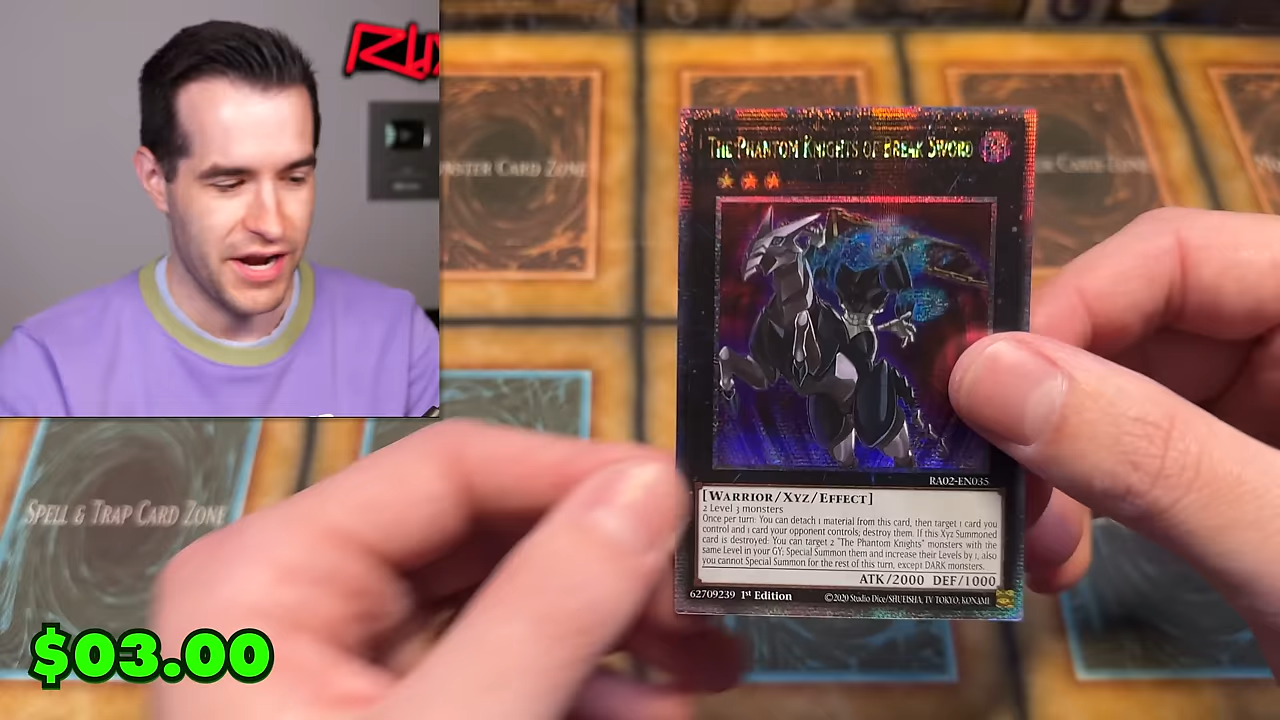 MONSTER CARD ZONE
THE PHANTOM KNIGHTS OF BREAK SWORD
RA02-EN035
[WARRIOR/XYZ/EFFECT]
2 Level 3 monsters
Once per turn: You can detach 1 material from this card, then target 1 card you
control and 1 card your opponent controls; destroy them. If this Xyz Summoned
card is destroyed: You can target 2 "The Phantom Knights" monsters with the
same Level in your GY; Special Summon them and increase their Levels by 1, also
you cannot Special Summon for the rest of this turn, except DARK monsters.
ATK/2000 DEF/1000
62709239 1st Edition ©2020 Studio Dice/SHUEISHA, TV TOKYO, KONAMI
SPELL & TRAP CARD ZONE
$03.00